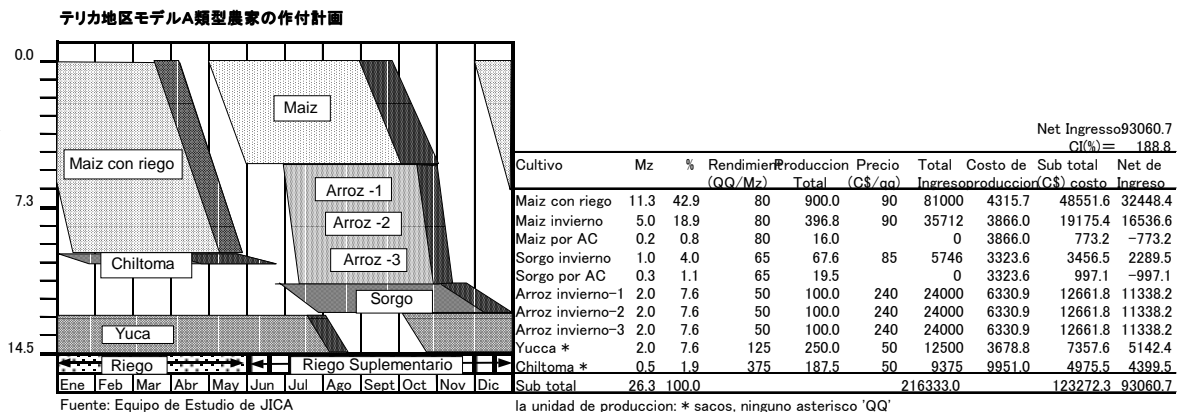 テリカ地区モデルA類型農家の作付計画
0.0
7.3
14.5
Maiz
Maiz con riego
Arroz -1
Arroz -2
Arroz -3
Chiltoma
Sorgo
Yuca
Riego
Riego Suplementario
Ene Feb Mar Abr May Jun Jul Ago Sept Oct Nov Dic
Fuente: Equipo de Estudio de JICA
Net Ingresso 93060.7
CI(%)= 188.8
Cultivo Mz % Rendimient Produccion Precio Total Costo de Sub total Net de
(QQ/Mz) Total (C$/qq) Ingreso produccion (C$) costo Ingreso
Maiz con riego 11.3 42.9 80 900.0 90 81000 4315.7 48551.6 32448.4
Maiz invierno 5.0 18.9 80 396.8 90 35712 3866.0 19175.4 16536.6
Maiz por AC 0.2 0.8 80 16.0 0 3866.0 773.2 -773.2
Sorgo invierno 1.0 4.0 65 67.6 85 5746 3323.6 3456.5 2289.5
Sorgo por AC 0.3 1.1 65 19.5 0 3323.6 997.1 -997.1
Arroz invierno-1 2.0 7.6 50 100.0 240 24000 6330.9 12661.8 11338.2
Arroz invierno-2 2.0 7.6 50 100.0 240 24000 6330.9 12661.8 11338.2
Arroz invierno-3 2.0 7.6 50 100.0 240 24000 6330.9 12661.8 11338.2
Yucca * 2.0 7.6 125 250.0 50 12500 3678.8 7357.6 5142.4
Chiltoma * 0.5 1.9 375 187.5 50 9375 9951.0 4975.5 4399.5
Sub total 26.3 100.0 216333.0 123272.3 93060.7
la unidad de produccion: * sacos, ninguno asterisco 'QQ'